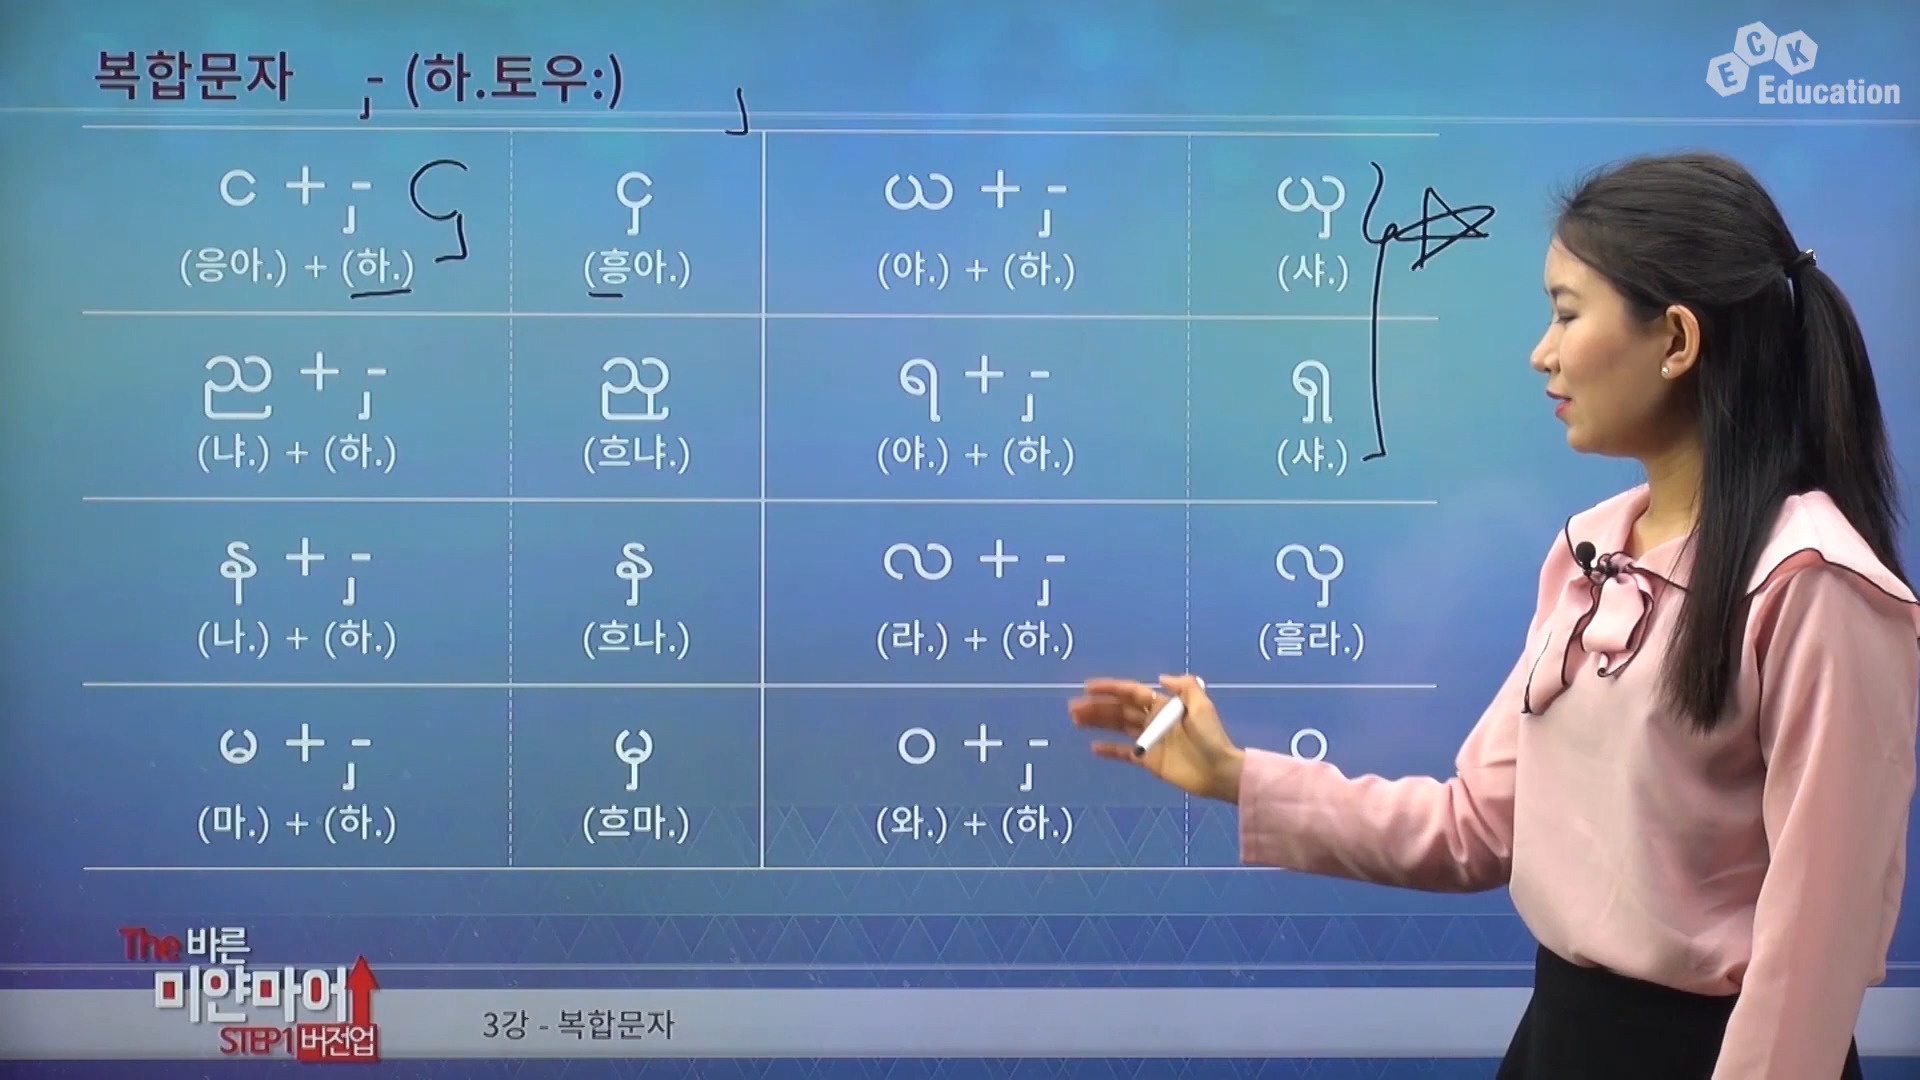 ECK Education
복합문자 ှ- (하.토우:)
င + ှ- ငှ ယ + ှ- ယှ
(응아.) + (하.) (흥아.) (야.) + (하.) (샤.)
ည + ှ- ညှ ရ + ှ- ရှ
(냐.) + (하.) (흐냐.) (야.) + (하.) (샤.)
န + ှ- နှ လ + ှ- လှ
(나.) + (하.) (흐나.) (라.) + (하.) (흘라.)
မ + ှ- မှ ဝ + ှ-
(마.) + (하.) (흐마.) (와.) + (하.)
The 바른
미얀마어
STEP1 버전업
3강 - 복합문자